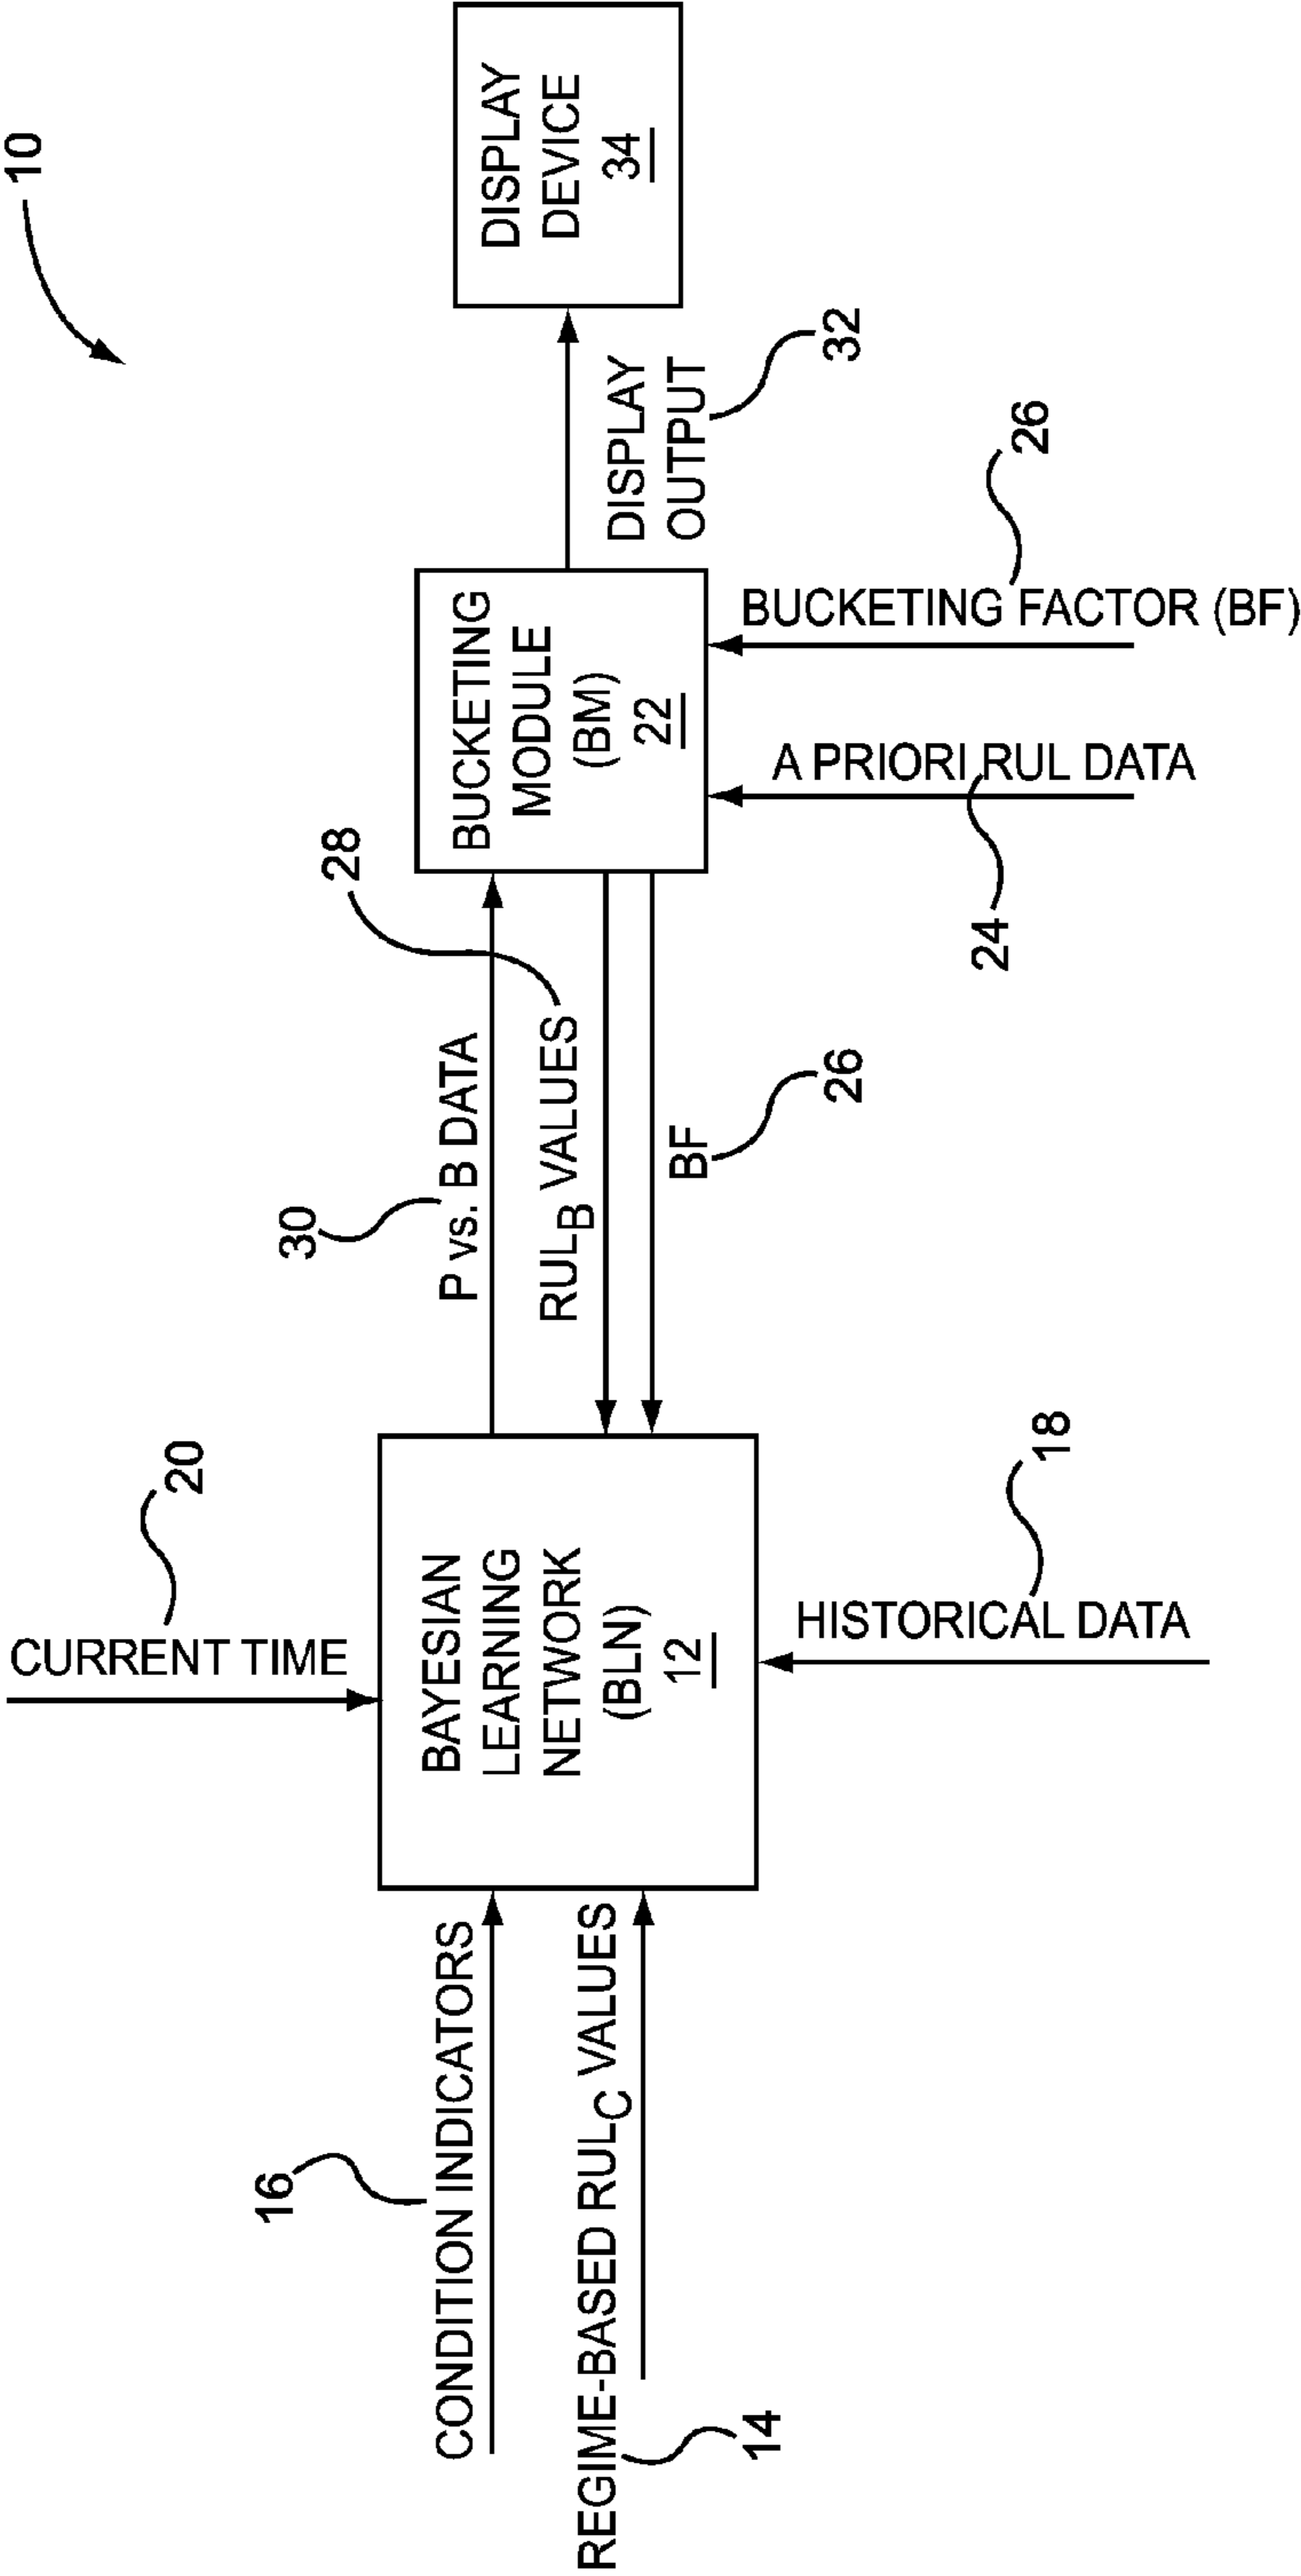 10
CURRENT TIME
20
CONDITION INDICATORS
16
REGIME-BASED RULC VALUES
14
BAYESIAN
LEARNING
NETWORK
(BLN)
12
HISTORICAL DATA
18
30
P vs. B DATA
28
RULB VALUES
BF
26
BUCKETING
MODULE
(BM)
22
A PRIORI RUL DATA
24
BUCKETING FACTOR (BF)
26
DISPLAY
OUTPUT
32
DISPLAY
DEVICE
34